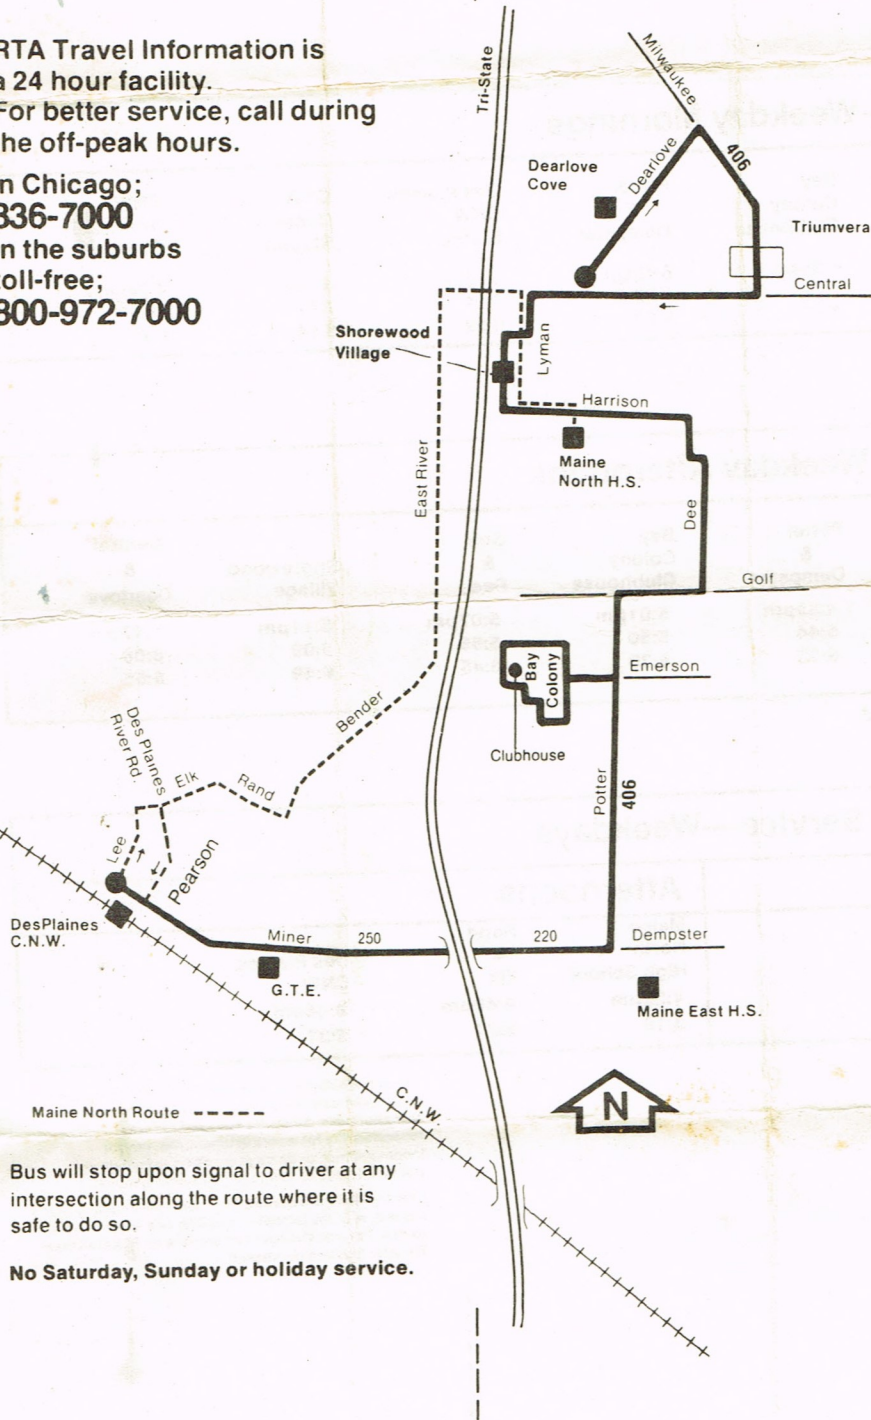 RTA Travel Information is
a 24 hour facility.
For better service, call during
he off-peak hours.
n Chicago;
836-7000
n the suburbs
toll-free;
800-972-7000
Tri-State
Milwaukee
Dearlove
Cove
Dearlove
406
Triumvera
Central
Shorewood
Village
Lyman
Harrison
Maine
North H.S.
East River
Dee
Golf
Bay
Colony
Emerson
Clubhouse
Bender
Des Plaines
River Rd.
Elk
Rand
Potter
406
Lee
Pearson
DesPlaines
C.N.W.
Miner
250
220
Dempster
G.T.E.
Maine East H.S.
C.N.W.
N
Maine North Route
Bus will stop upon signal to driver at any
intersection along the route where it is
safe to do so.
No Saturday, Sunday or holiday service.